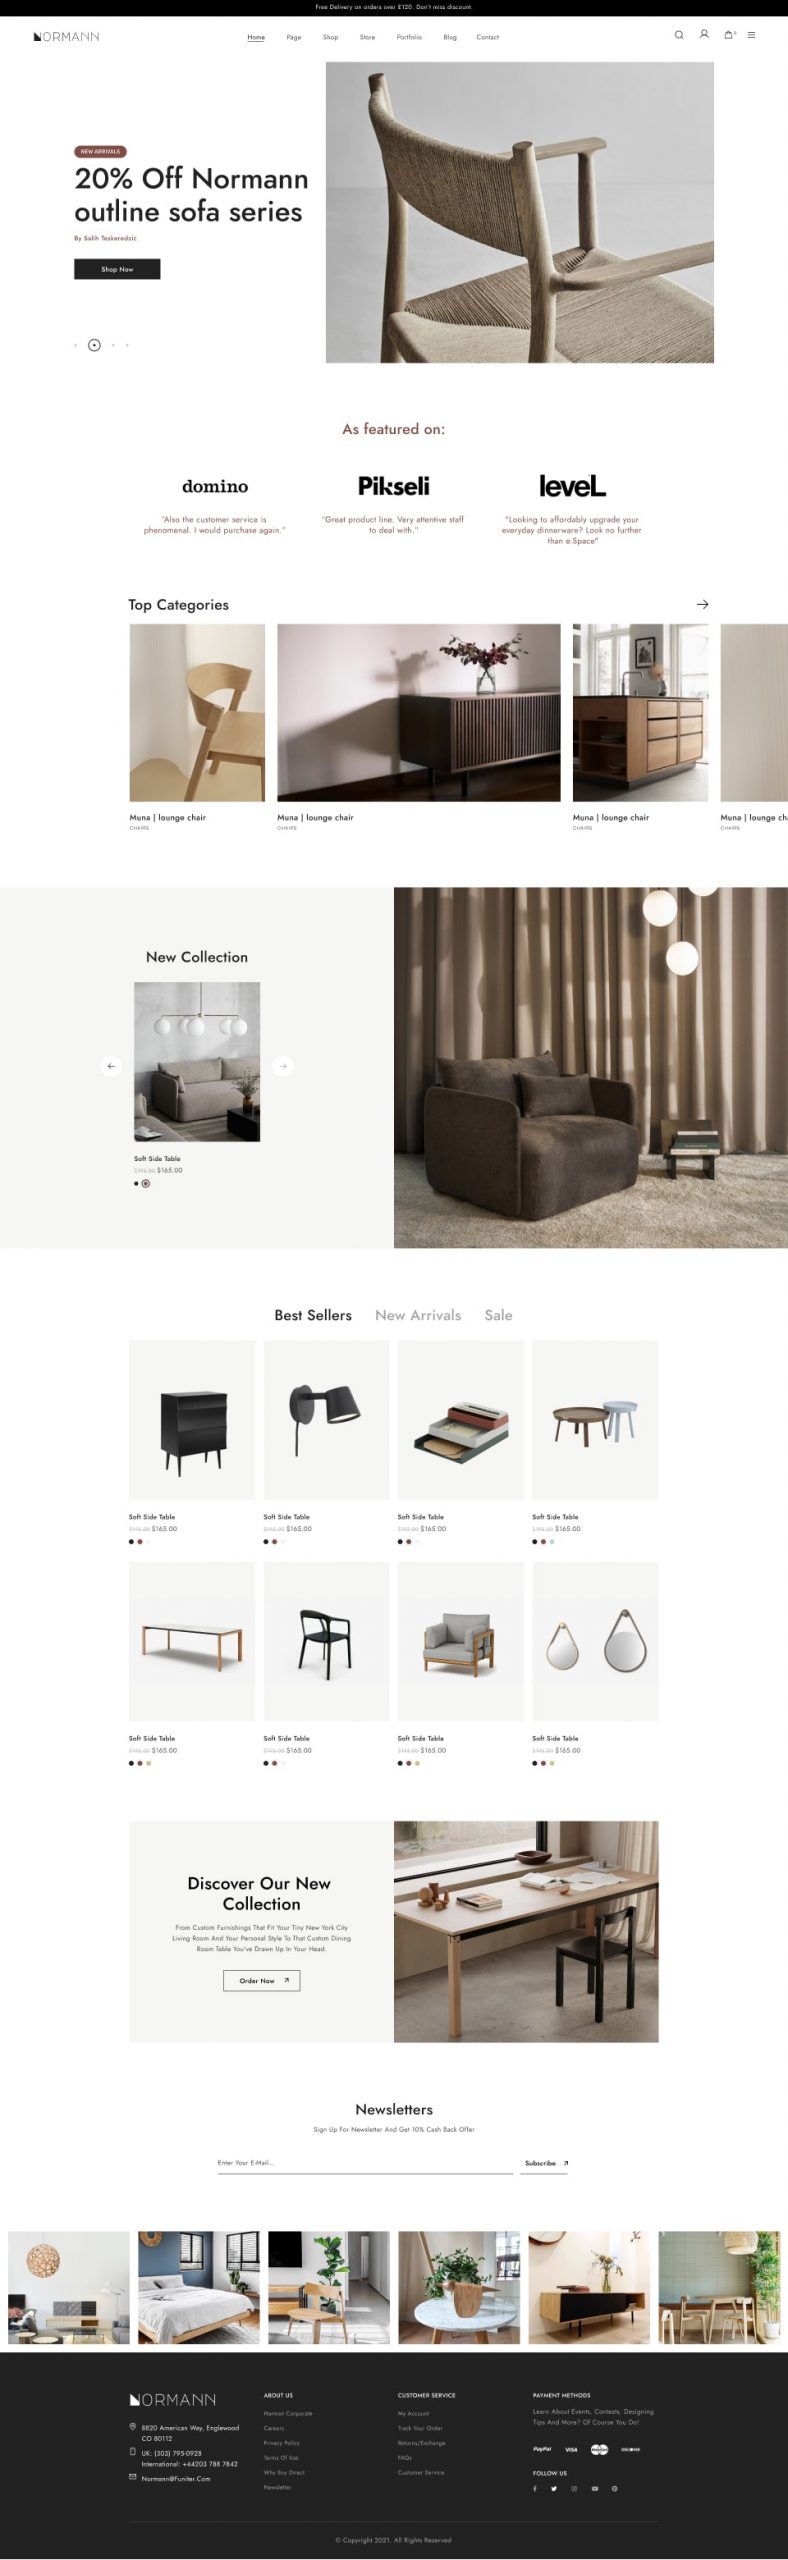 Free Delivery on orders over £120. Don't miss discount.
NORMANN
Home Page Shop Store Portfolio Blog Contact
0
NEW ARRIVALS
20% Off Normann
outline sofa series
By Salih Teskeredzic
Shop Now
As featured on:
domino
"Also the customer service is
phenomenal. I would purchase again."
Pikseli
"Great product line. Very attentive staff
to deal with."
leveL
"Looking to affordably upgrade your
everyday dinnerware? Look no further
than e.Space"
Top Categories
Muna | lounge chair
CHAIRS
Muna | lounge chair
CHAIRS
Muna | lounge chair
CHAIRS
Muna | lounge cha
CHAIRS
New Collection
Soft Side Table
$198.00 $165.00
Best Sellers New Arrivals Sale
Soft Side Table
$198.00 $165.00
Soft Side Table
$198.00 $165.00
Soft Side Table
$198.00 $165.00
Soft Side Table
$198.00 $165.00
Soft Side Table
$198.00 $165.00
Soft Side Table
$198.00 $165.00
Soft Side Table
$198.00 $165.00
Soft Side Table
$198.00 $165.00
Discover Our New
Collection
From Custom Furnishings That Fit Your Tiny New York City
Living Room And Your Personal Style To That Custom Dining
Room Table You've Drawn Up In Your Head.
Order Now
Newsletters
Sign Up For Newsletter And Get 10% Cash Back Offer
Enter Your E-Mail...
Subscribe
NORMANN
8820 American Way, Englewood
CO 80112
UK: (303) 795-0928
International: +44203 788 7842
Normann@Funiter.Com
ABOUT US
Harman Corporate
Careers
Privacy Policy
Terms Of Use
Why Buy Direct
Newsletter
CUSTOMER SERVICE
My Account
Track Your Order
Returns/Exchange
FAQs
Customer Service
PAYMENT METHODS
Learn About Events, Contests, Designing
Tips And More? Of Course You Do!
PayPal VISA DISCOVER
FOLLOW US
© Copyright 2021. All Rights Reserved